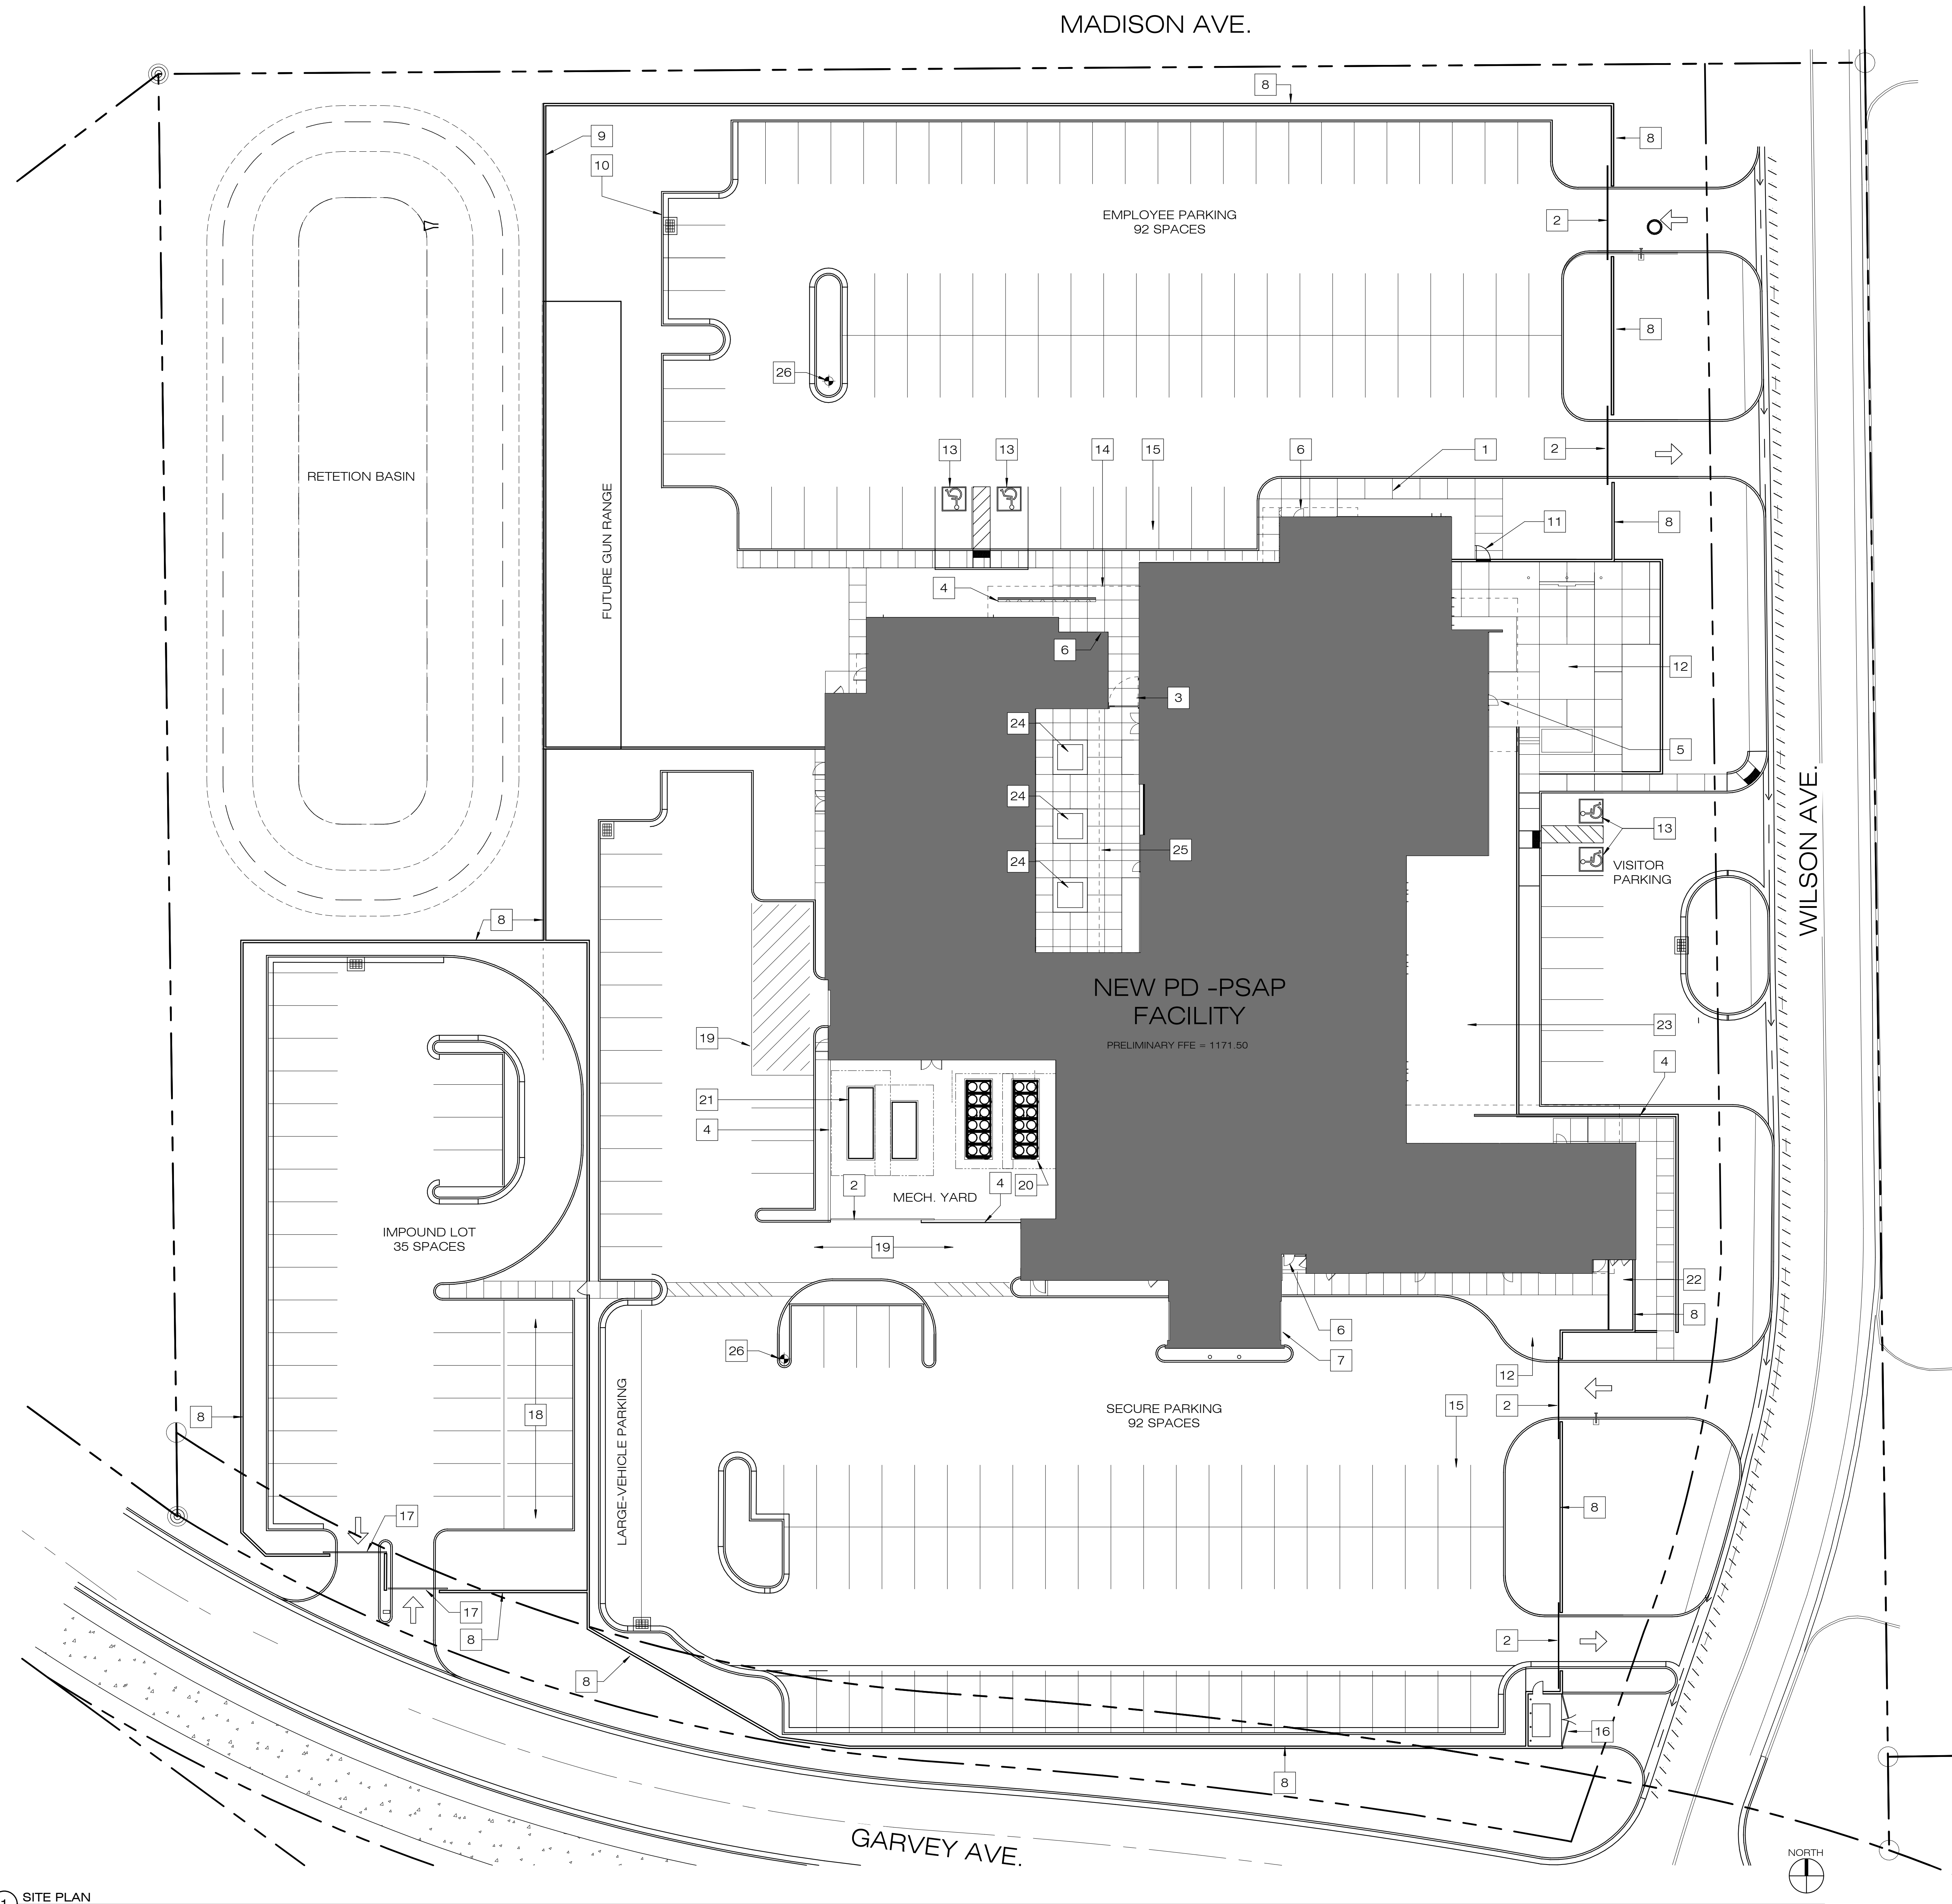 MADISON AVE.
8
9
8
10
EMPLOYEE PARKING
92 SPACES
2
8
26
13
13
14
15
6
1
2
RETETION BASIN
FUTURE GUN RANGE
11
8
4
6
12
3
24
5
24
13
25
24
VISITOR
PARKING
WILSON AVE.
8
NEW PD -PSAP
FACILITY
PRELIMINARY FFE = 1171.50
23
19
4
21
4
2
4
20
MECH. YARD
IMPOUND LOT
35 SPACES
19
22
8
6
26
7
12
LARGE-VEHICLE PARKING
SECURE PARKING
92 SPACES
15
2
18
8
8
17
17
8
2
8
16
8
GARVEY AVE.
NORTH
1
SITE PLAN